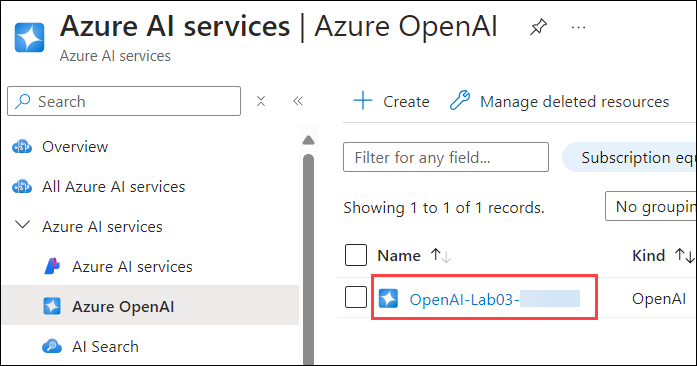 Azure AI services | Azure OpenAI
Azure AI services
Search
Create
Manage deleted resources
Overview
All Azure AI services
Azure AI services
Azure AI services
Azure OpenAI
AI Search
Filter for any field...
Subscription equ
Showing 1 to 1 of 1 records.
No grouping
Name
Kind
OpenAI-Lab03-
OpenAI